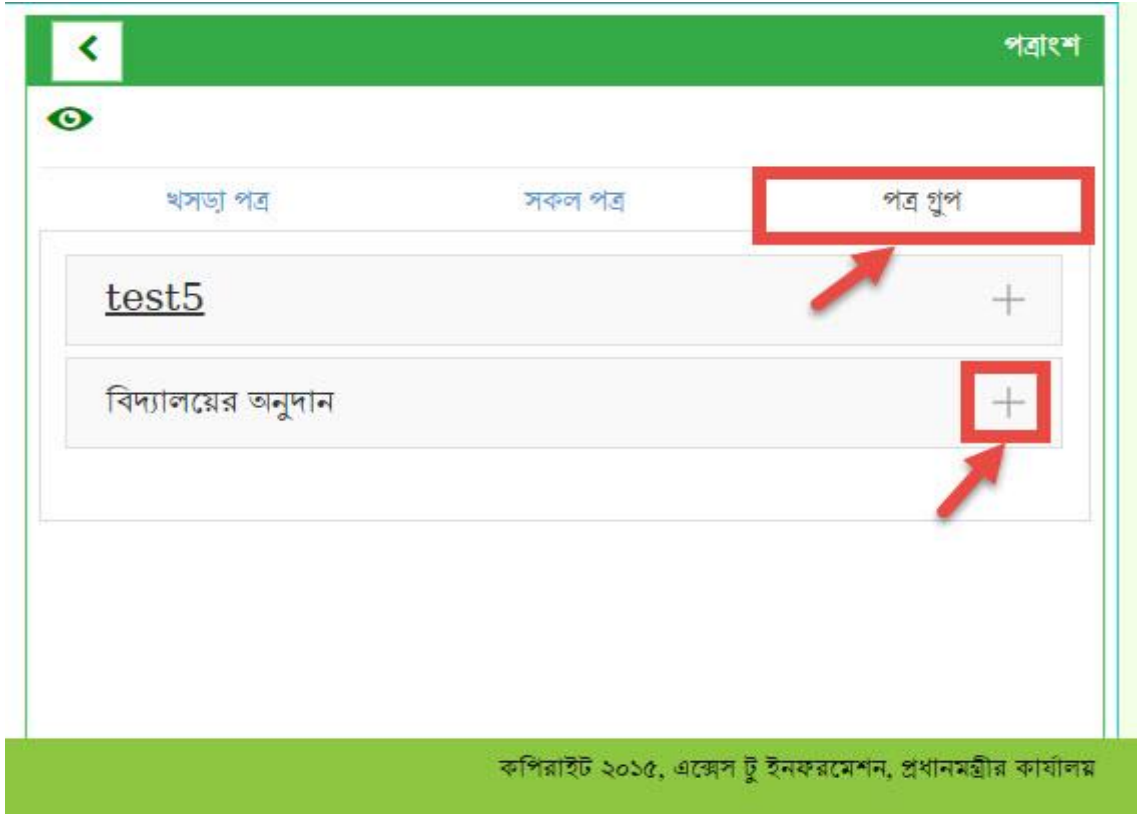 পত্রাংশ
খসড়া পত্র সকল পত্র পত্র গ্রুপ
test5
বিদ্যালয়ের অনুদান
কপিরাইট ২০১৫, এক্সেস টু ইনফরমেশন, প্রধানমন্ত্রীর কার্যালয়